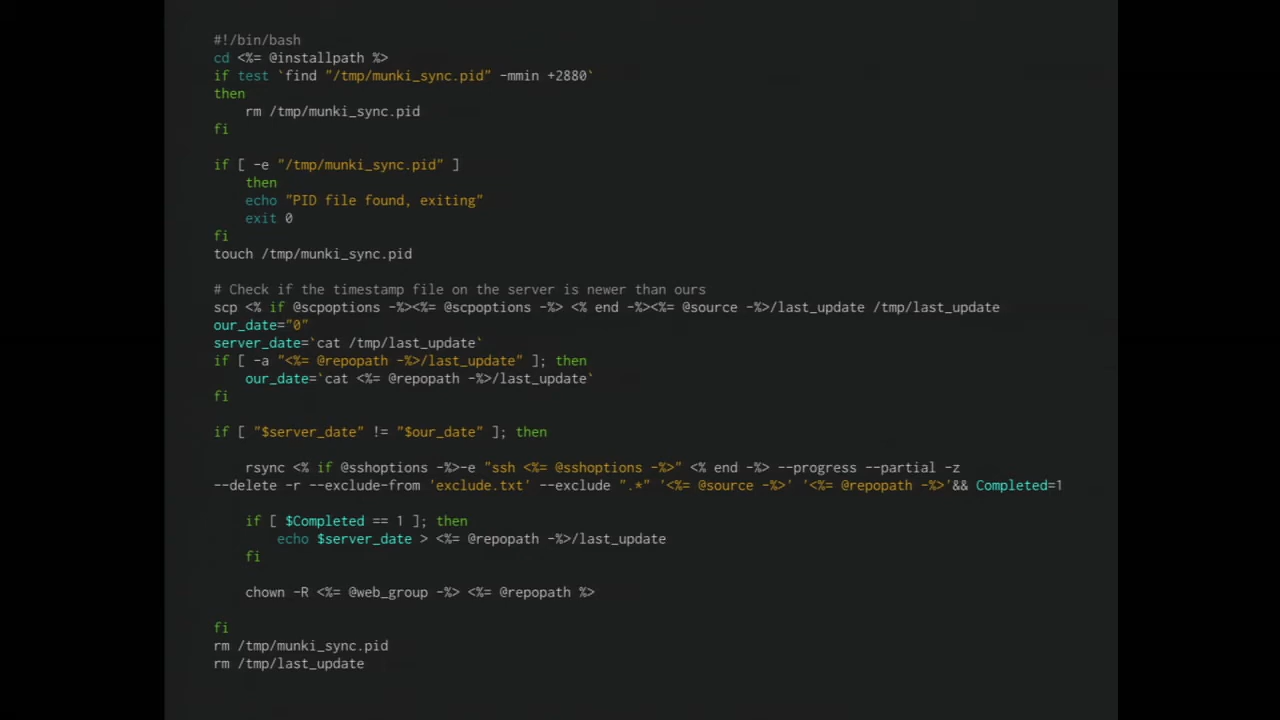 #!/bin/bash
cd <%= @installpath %>
if test `find "/tmp/munki_sync.pid" -mmin +2880`
then
    rm /tmp/munki_sync.pid
fi

if [ -e "/tmp/munki_sync.pid" ]
    then
    echo "PID file found, exiting"
    exit 0
fi
touch /tmp/munki_sync.pid

# Check if the timestamp file on the server is newer than ours
scp <% if @scpoptions -%><%= @scpoptions -%> <% end -%><%= @source -%>/last_update /tmp/last_update
our_date="0"
server_date=`cat /tmp/last_update`
if [ -a "<%= @repopath -%>/last_update" ]; then
    our_date=`cat <%= @repopath -%>/last_update`
fi

if [ "$server_date" != "$our_date" ]; then

    rsync <% if @sshoptions -%>-e "ssh <%= @sshoptions -%>" <% end -%> --progress --partial -z
--delete -r --exclude-from 'exclude.txt' --exclude ".*" '<%= @source -%>' '<%= @repopath -%>'&& Completed=1

    if [ $Completed == 1 ]; then
        echo $server_date > <%= @repopath -%>/last_update
    fi

    chown -R <%= @web_group -%> <%= @repopath %>

fi
rm /tmp/munki_sync.pid
rm /tmp/last_update